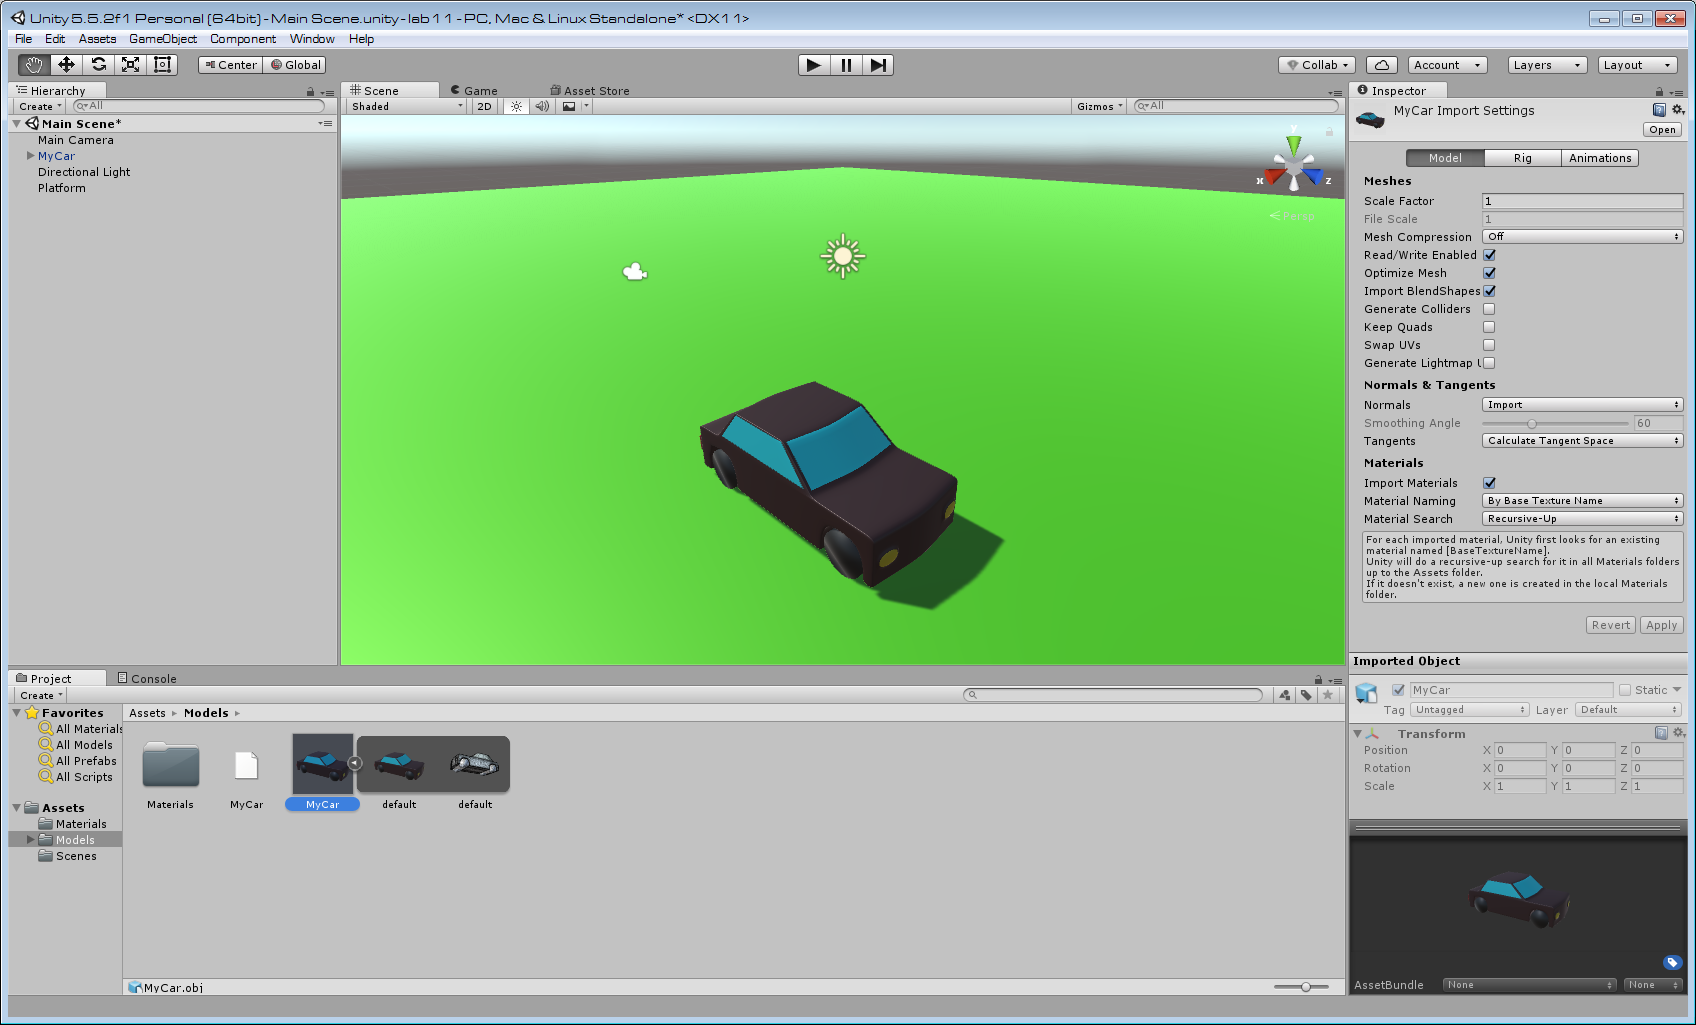 Unity 5.5.2f1 Personal (64bit) - Main Scene.unity - lab11 - PC, Mac & Linux Standalone* <DX11>
File Edit Assets GameObject Component Window Help
Center Global Collab Account Layers Layout
Hierarchy
Create All
Main Scene*
Main Camera
MyCar
Directional Light
Platform
Scene Game Asset Store
Shaded 2D Gizmos All
y
x z
Persp
Inspector
MyCar Import Settings
Open
Model Rig Animations
Meshes
Scale Factor 1
File Scale 1
Mesh Compression Off
Read/Write Enabled
Optimize Mesh
Import BlendShapes
Generate Colliders
Keep Quads
Swap UVs
Generate Lightmap U
Normals & Tangents
Normals Import
Smoothing Angle 60
Tangents Calculate Tangent Space
Materials
Import Materials
Material Naming By Base Texture Name
Material Search Recursive-Up
For each imported material, Unity first looks for an existing
material named [BaseTextureName].
Unity will do a recursive-up search for it in all Materials folders
up to the Assets folder.
If it doesn't exist, a new one is created in the local Materials
folder.
Revert Apply
Imported Object
MyCar Static
Tag Untagged Layer Default
Transform
Position X 0 Y 0 Z 0
Rotation X 0 Y 0 Z 0
Scale X 1 Y 1 Z 1
AssetBundle None None
Project Console
Create
Favorites
All Materials
All Models
All Prefabs
All Scripts
Assets
Materials
Models
Scenes
Assets Models
Materials MyCar MyCar default default
MyCar.obj